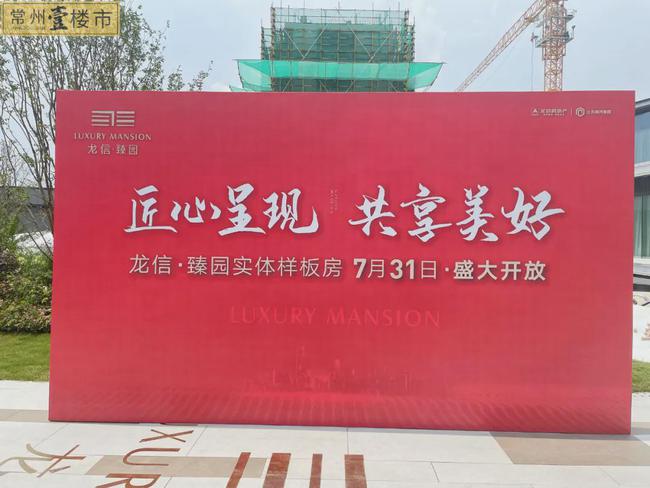 常州壹楼市
LUXURY MANSION
龙信·臻园
匠心呈现 共享美好
龙信·臻园实体样板房 7月31日·盛大开放
LUXURY MANSION
XUR
龙